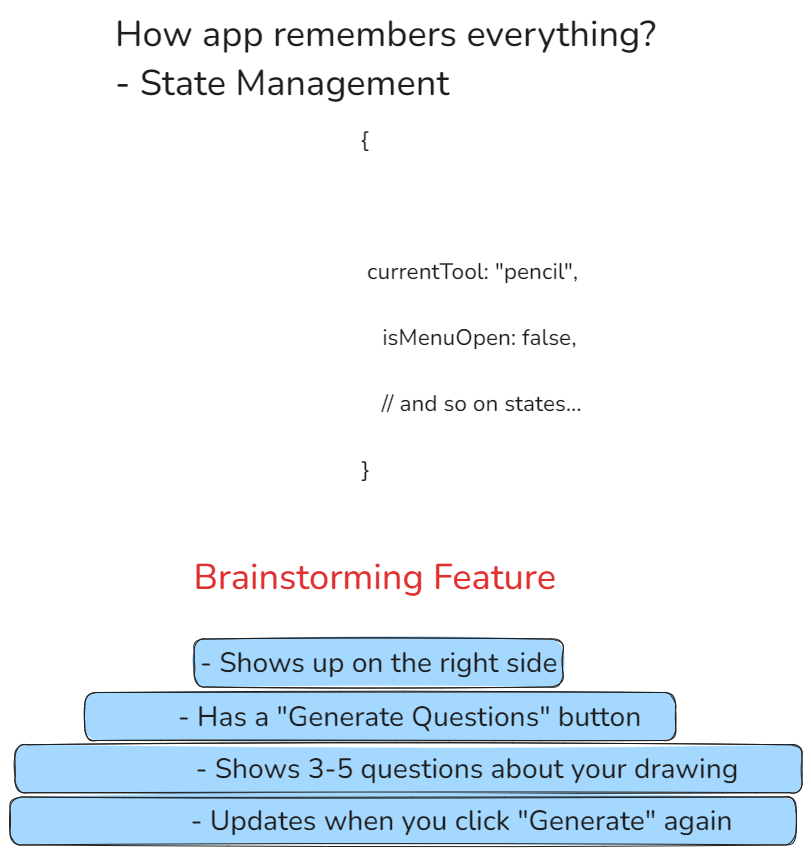 How app remembers everything?
- State Management
{
currentTool: "pencil",
isMenuOpen: false,
// and so on states...
}
Brainstorming Feature
- Shows up on the right side
- Has a "Generate Questions" button
- Shows 3-5 questions about your drawing
- Updates when you click "Generate" again